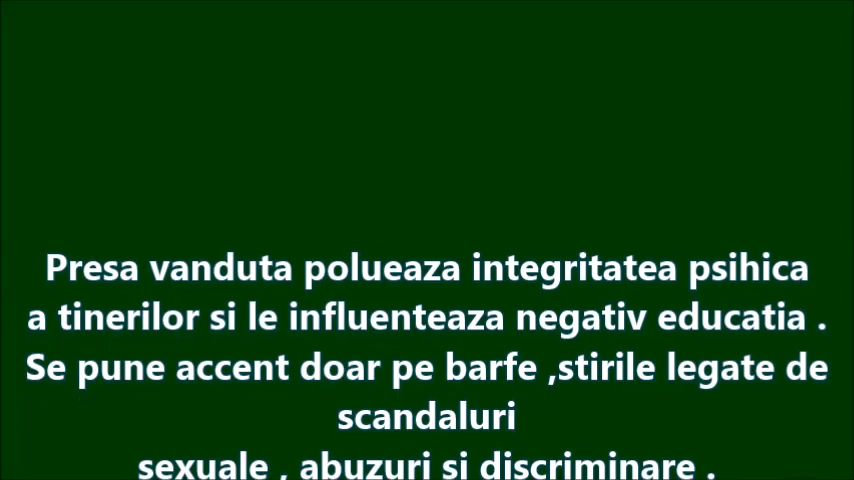 Presa vanduta polueaza integritatea psihica
a tinerilor si le influenteaza negativ educatia .
Se pune accent doar pe barfe ,stirile legate de
scandaluri
sexuale , abuzuri si discriminare .